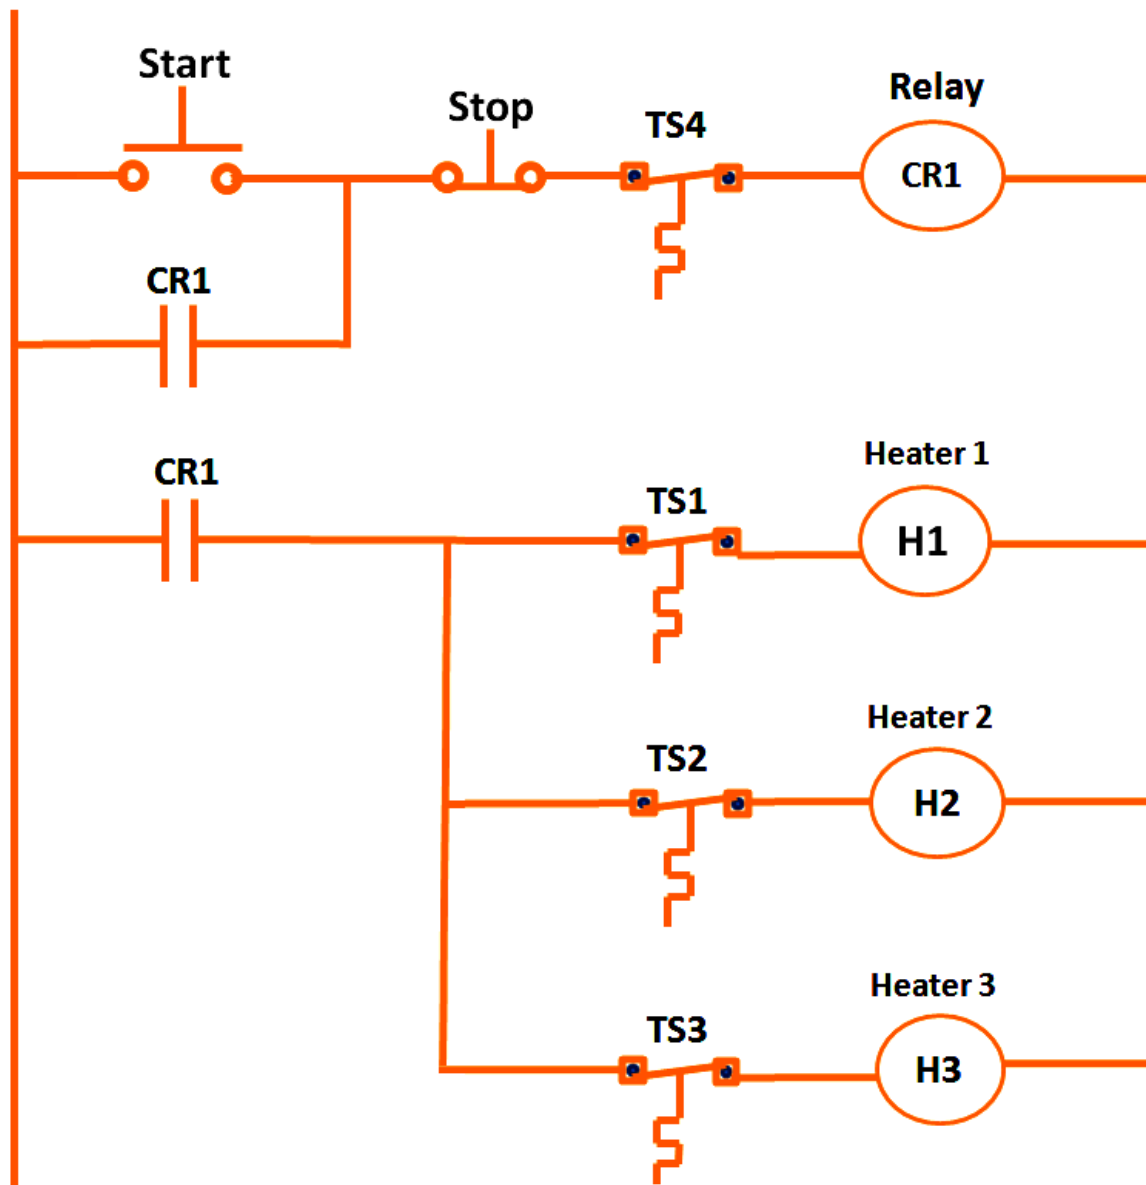 Start
Stop
TS4
Relay
CR1
CR1
CR1
TS1
Heater 1
H1
TS2
Heater 2
H2
TS3
Heater 3
H3